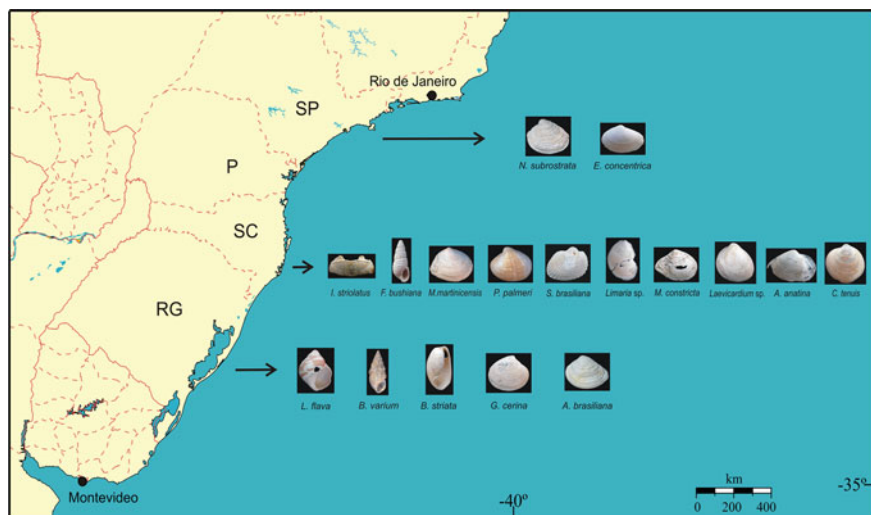 Rio de Janeiro
SP
N. subrostrata E. concentrica
P
SC
I. striolatus F. bushiana M.martinicensis P. palmeri S. brasiliana Limaria sp. M. constricta Laevicardium sp. A. anatina C. tenuis
RG
L. flava B. varium B. striata G. cerina A. brasiliana
km
-35º
Montevideo
-40º
0 200 400